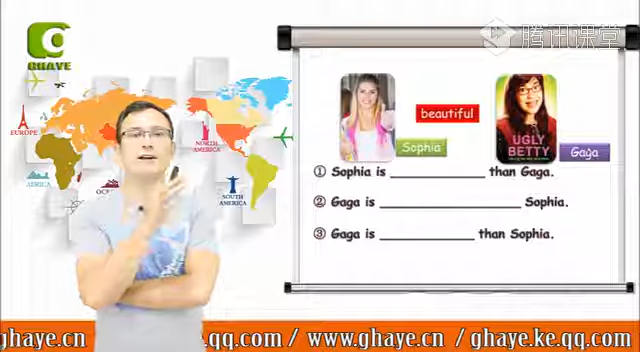 GHAYE
腾讯课堂
EUROPE
AFRICA
NORTH
AMERICA
SOUTH
AMERICA
beautiful
Sophia
UGLY
BETTY
Gaga
① Sophia is ____________ than Gaga.
② Gaga is __________________ Sophia.
③ Gaga is ____________ than Sophia.
ghaye.cn
.qq.com / www.ghaye.cn / ghaye.ke.qq.com /